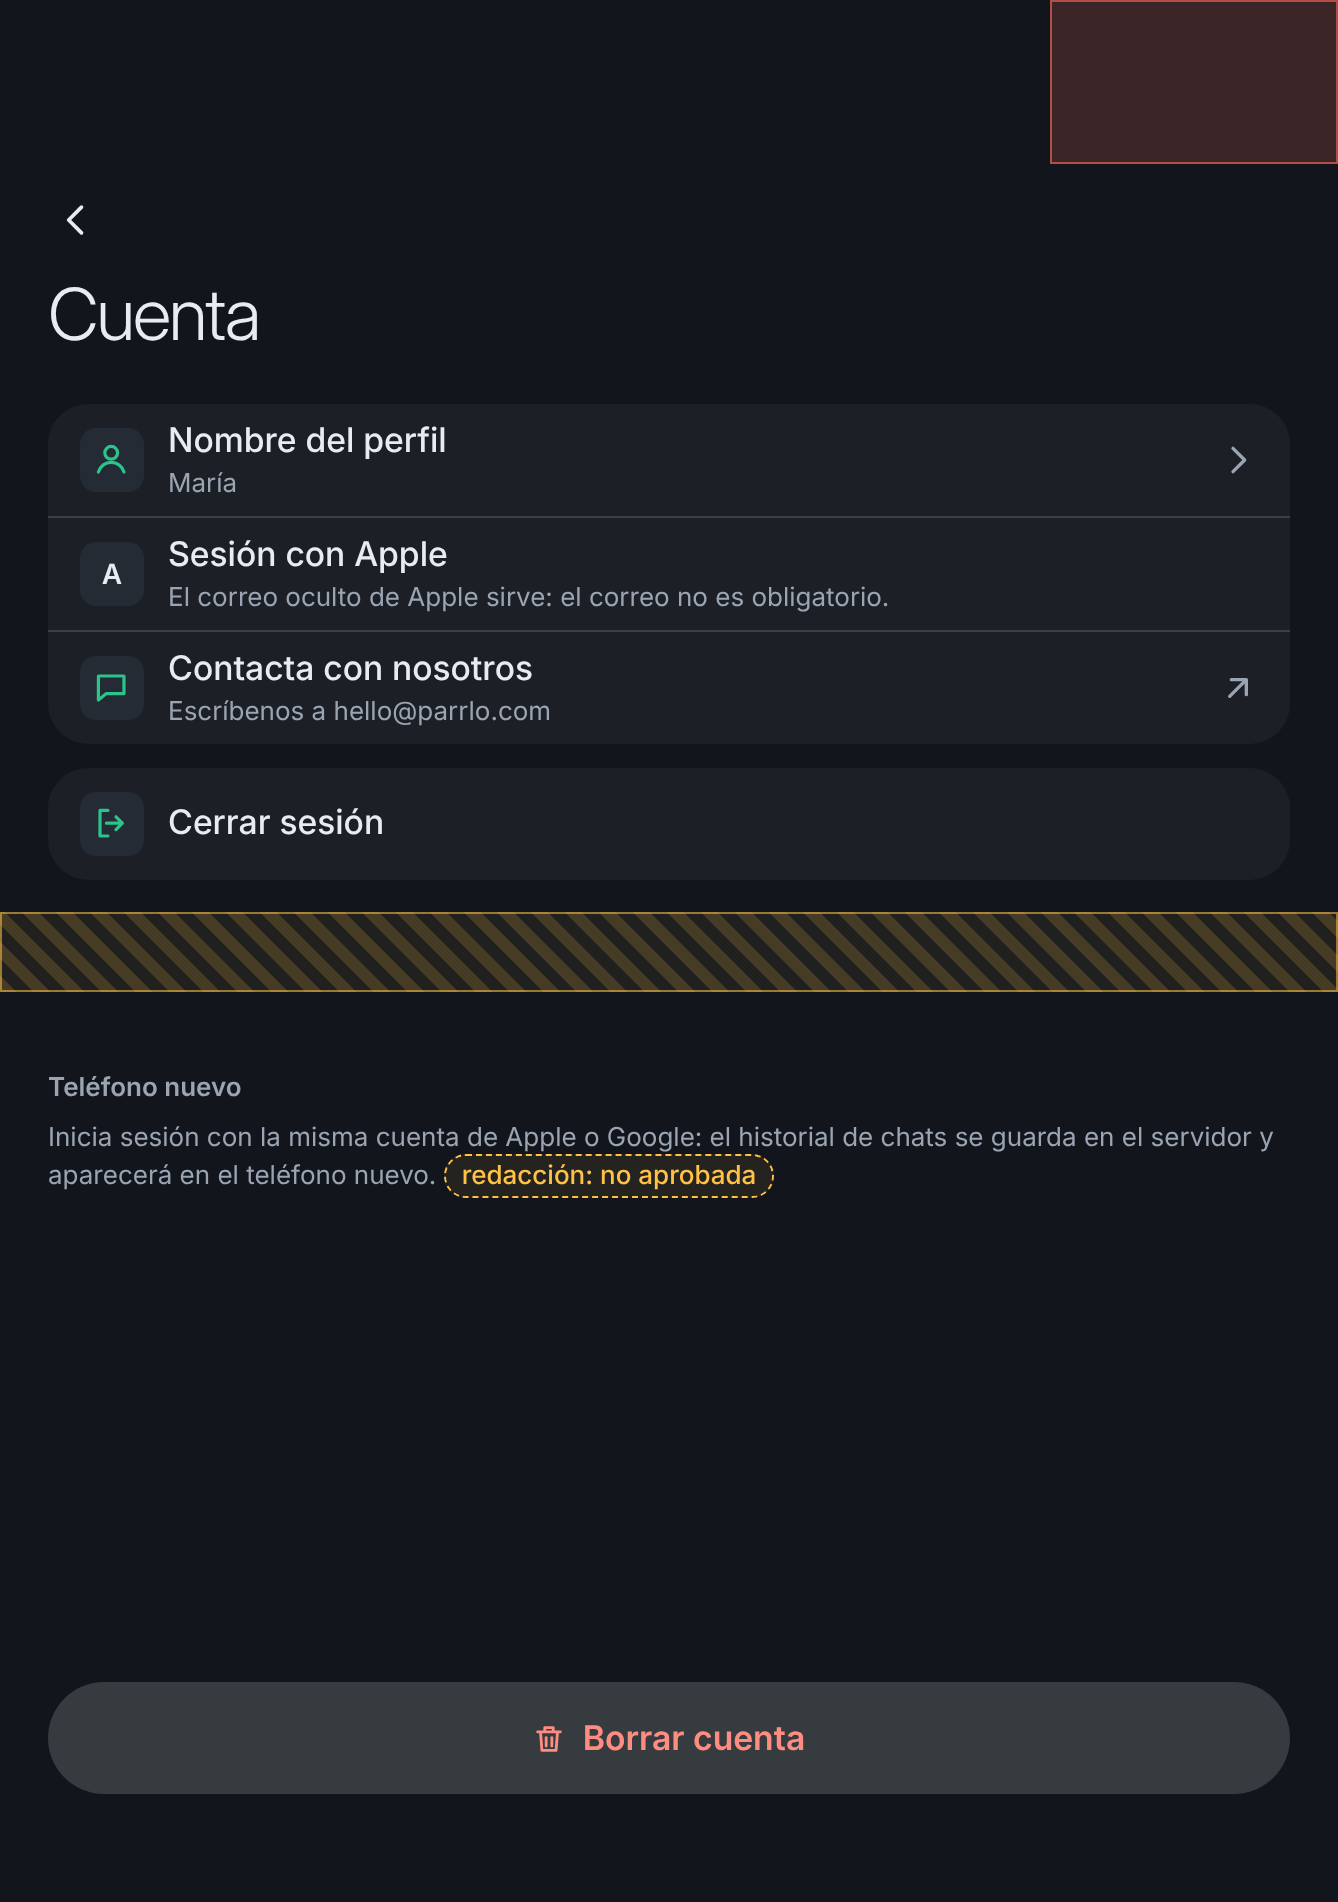 Cuenta
Nombre del perfil
María
A
Sesión con Apple
El correo oculto de Apple sirve: el correo no es obligatorio.
Contacta con nosotros
Escríbenos a hello@parrlo.com
Cerrar sesión
Teléfono nuevo
Inicia sesión con la misma cuenta de Apple o Google: el historial de chats se guarda en el servidor y
aparecerá en el teléfono nuevo. redacción: no aprobada
Borrar cuenta